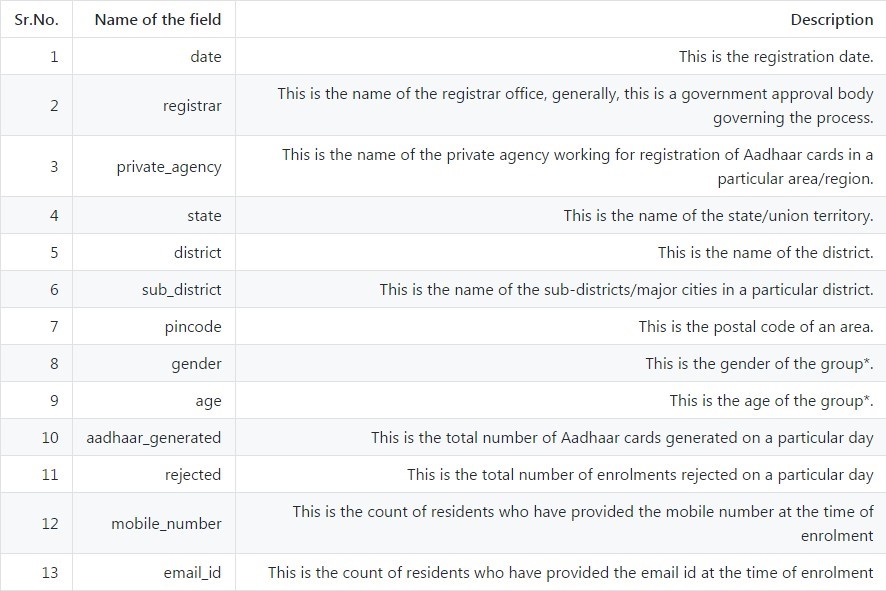 Sr.No. Name of the field Description
1 date This is the registration date.
2 registrar This is the name of the registrar office, generally, this is a government approval body
governing the process.
3 private_agency This is the name of the private agency working for registration of Aadhaar cards in a
particular area/region.
4 state This is the name of the state/union territory.
5 district This is the name of the district.
6 sub_district This is the name of the sub-districts/major cities in a particular district.
7 pincode This is the postal code of an area.
8 gender This is the gender of the group*.
9 age This is the age of the group*.
10 aadhaar_generated This is the total number of Aadhaar cards generated on a particular day
11 rejected This is the total number of enrolments rejected on a particular day
12 mobile_number This is the count of residents who have provided the mobile number at the time of
enrolment
13 email_id This is the count of residents who have provided the email id at the time of enrolment